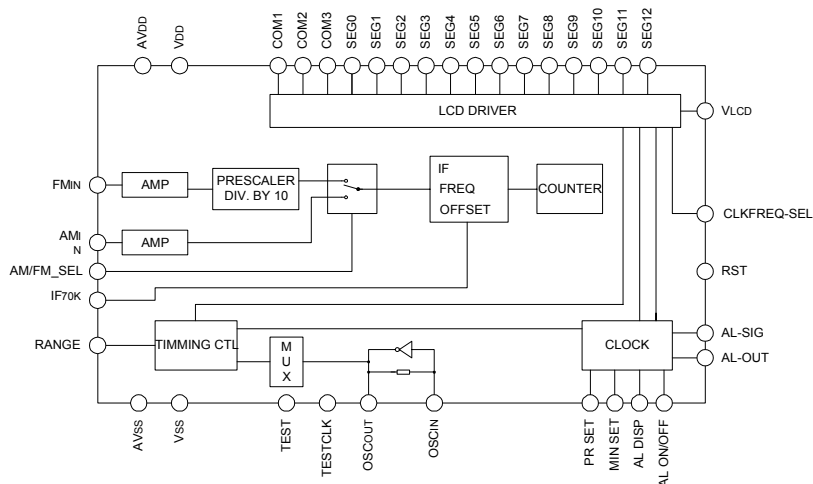 AVDD
VDD
COM1
COM2
COM3
SEG0
SEG1
SEG2
SEG3
SEG4
SEG5
SEG6
SEG7
SEG8
SEG9
SEG10
SEG11
SEG12
LCD DRIVER
VLCD
FMIN
AMP
PRESCALER
DIV. BY 10
IF
FREQ
OFFSET
COUNTER
CLKFREQ-SEL
AMI
N
AMP
AM/FM_SEL
RST
IF70K
RANGE
TIMMING CTL
M
U
X
CLOCK
AL-SIG
AL-OUT
AVSS
VSS
TEST
TESTCLK
OSCOUT
OSCIN
PR SET
MIN SET
AL DISP
AL ON/OFF